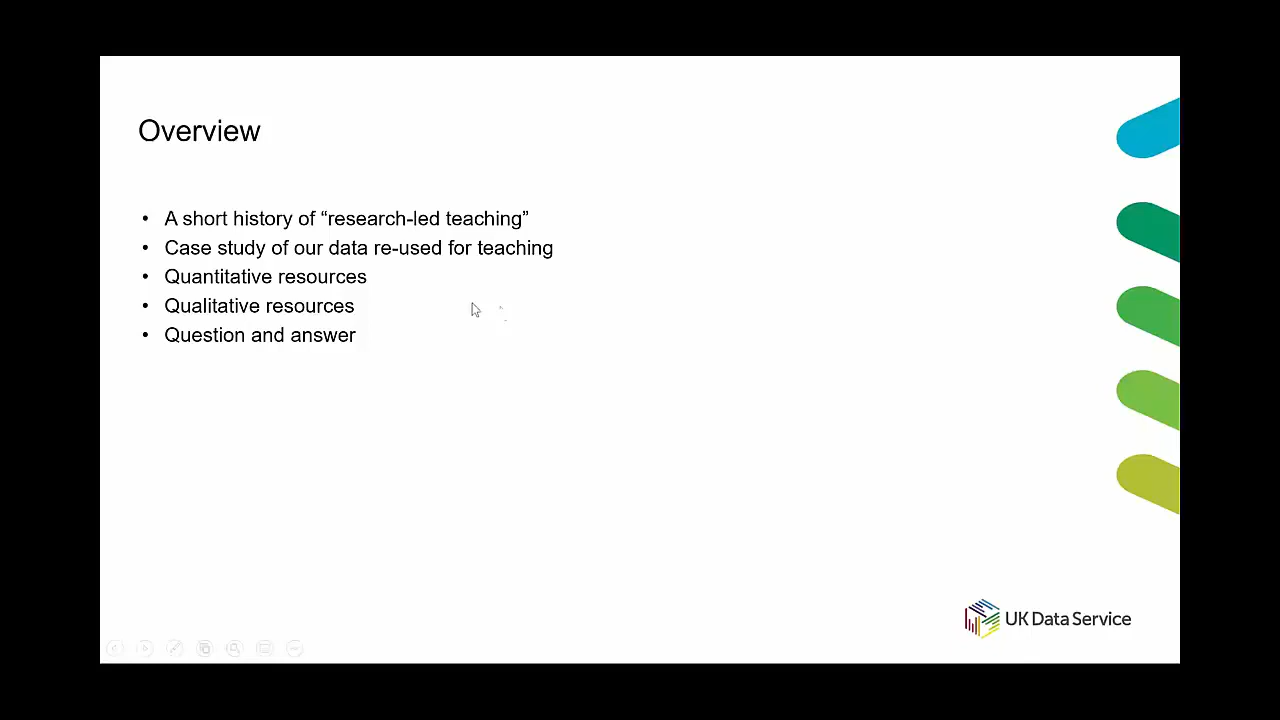 Overview
• A short history of “research-led teaching”
• Case study of our data re-used for teaching
• Quantitative resources
• Qualitative resources
• Question and answer
UK Data Service